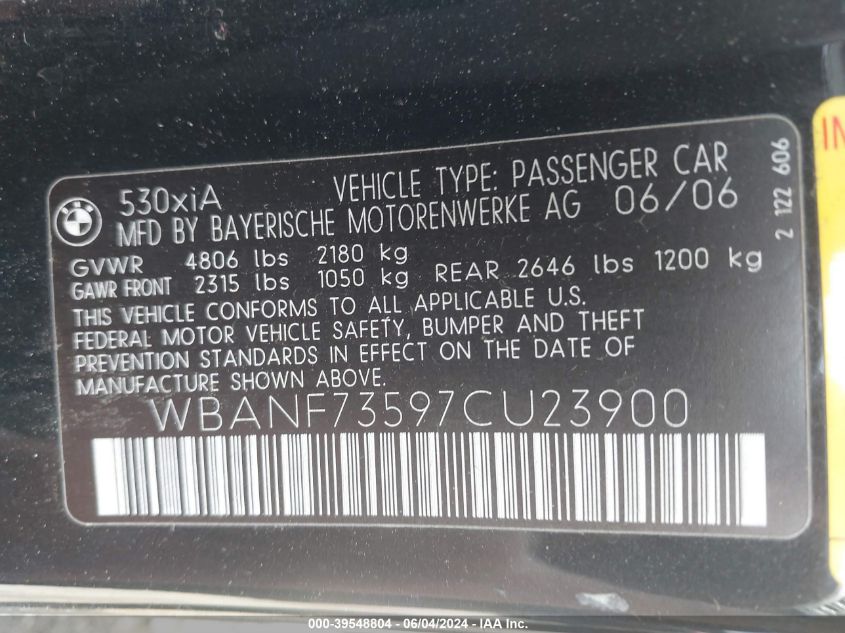 BMW
530xiA VEHICLE TYPE: PASSENGER CAR
MFD BY BAYERISCHE MOTORENWERKE AG 06/06
GVWR 4806 lbs 2180 kg
GAWR FRONT 2315 lbs 1050 kg REAR 2646 lbs 1200 kg
THIS VEHICLE CONFORMS TO ALL APPLICABLE U.S.
FEDERAL MOTOR VEHICLE SAFETY, BUMPER AND THEFT
PREVENTION STANDARDS IN EFFECT ON THE DATE OF
MANUFACTURE SHOWN ABOVE.
WBANF73597CU23900
2 122 606
000-39548804 - 06/04/2024 - IAA Inc.